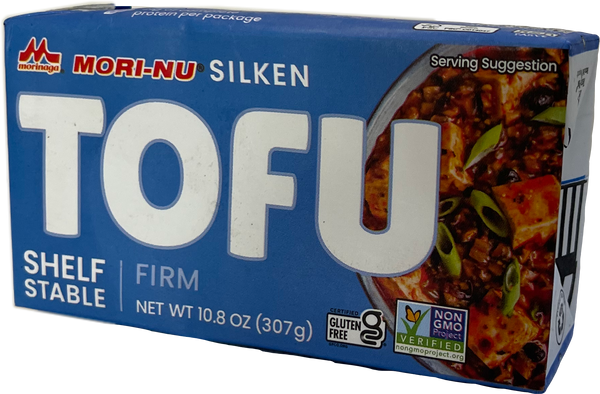 protein per package
morinaga
MORI-NU® SILKEN
Serving Suggestion
TOFU
SHELF
STABLE
FIRM
NET WT 10.8 OZ (307g)
CERTIFIED
GLUTEN
FREE
NON
GMO
Project
VERIFIED
nongmoproject.org